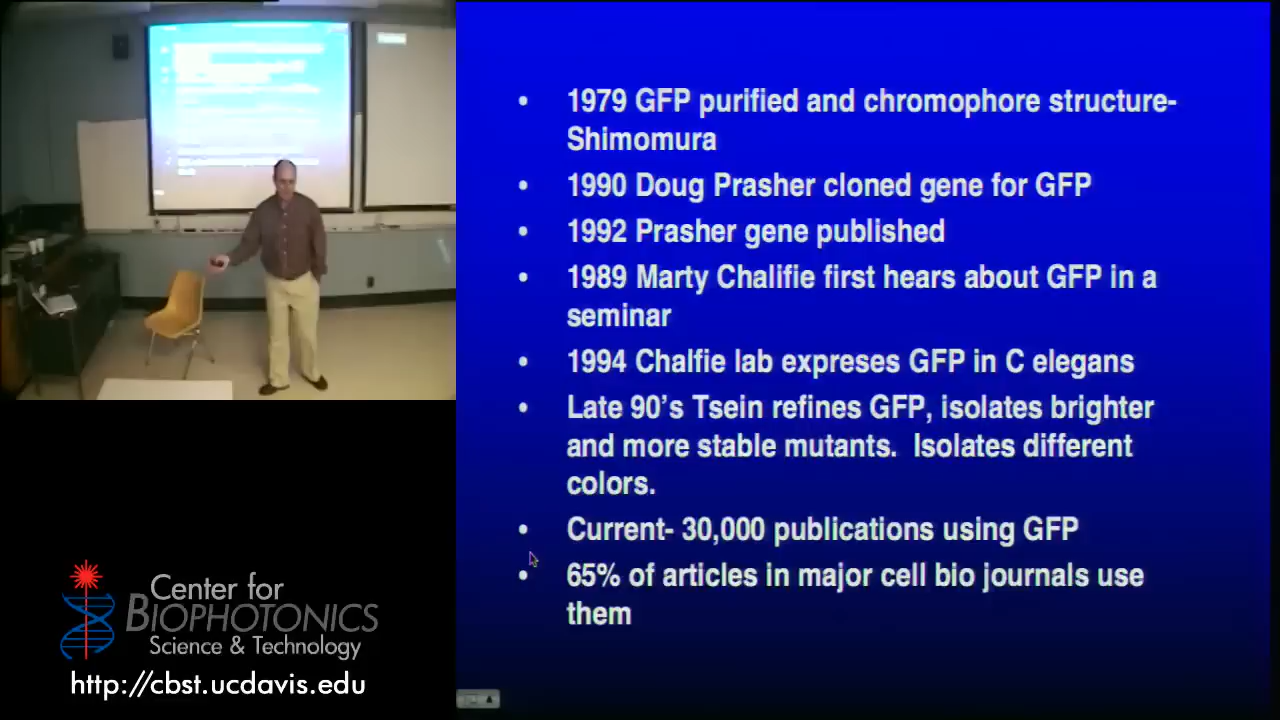 • 1979 GFP purified and chromophore structure-
Shimomura
• 1990 Doug Prasher cloned gene for GFP
• 1992 Prasher gene published
• 1989 Marty Chalifie first hears about GFP in a
seminar
• 1994 Chalfie lab expreses GFP in C elegans
• Late 90’s Tsein refines GFP, isolates brighter
and more stable mutants.  Isolates different
colors.
• Current- 30,000 publications using GFP
• 65% of articles in major cell bio journals use
them
Center for
BIOPHOTONICS
Science & Technology
http://cbst.ucdavis.edu